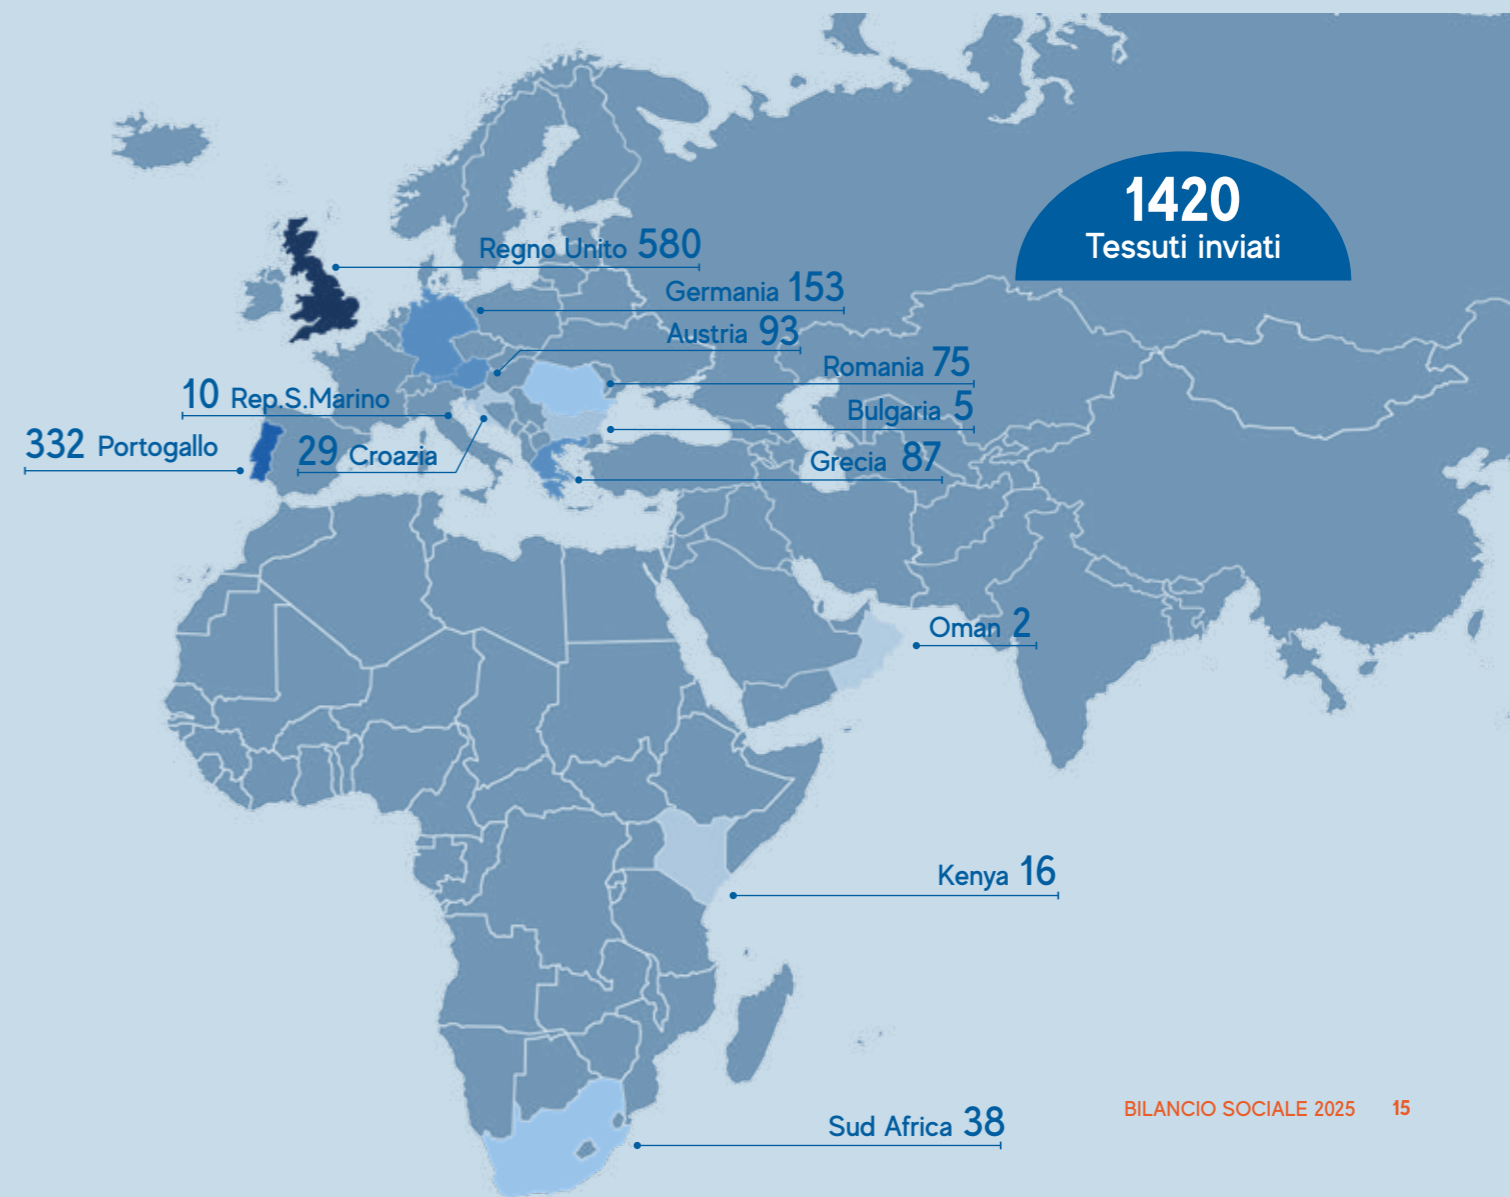 1420
Tessuti inviati
Regno Unito 580
Germania 153
Austria 93
Romania 75
10 Rep.S.Marino
Bulgaria 5
332 Portogallo
29 Croazia
Grecia 87
Oman 2
Kenya 16
Sud Africa 38
BILANCIO SOCIALE 2025 15